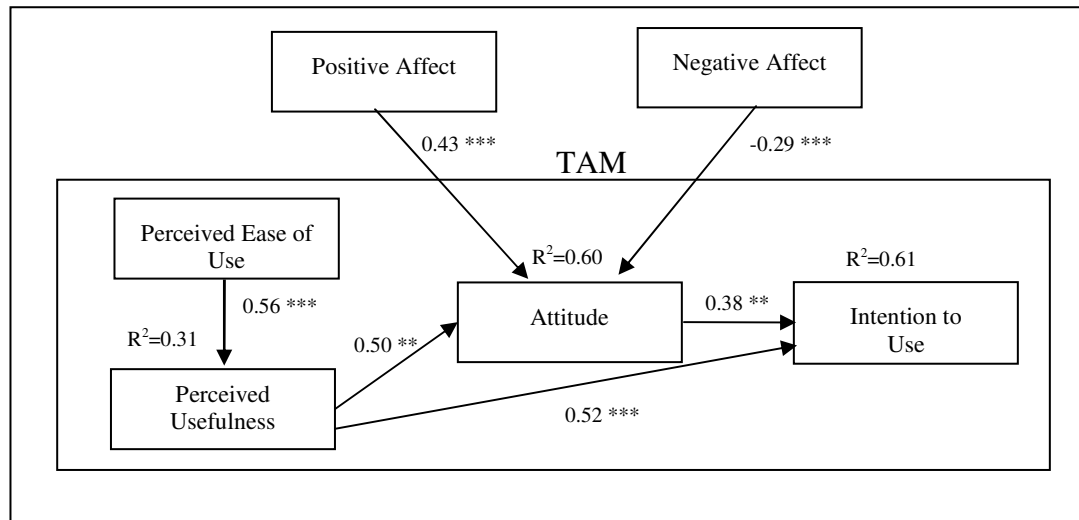 Positive Affect
Negative Affect
0.43 ***
-0.29 ***
TAM
Perceived Ease of
Use
R²=0.60
R²=0.61
0.56 ***
Attitude
0.38 **
Intention to
Use
R²=0.31
0.50 **
Perceived
Usefulness
0.52 ***